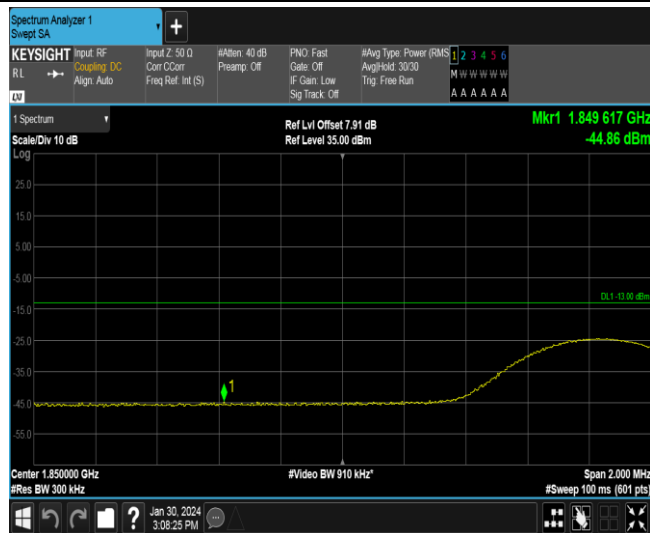 Spectrum Analyzer 1
Swept SA
+
KEYSIGHT
RL
Input: RF
Coupling: DC
Align: Auto
Input Z: 50 Ω
Corr CCorr
Freq Ref: Int (S)
#Atten: 40 dB
Preamp: Off
PNO: Fast
Gate: Off
IF Gain: Low
Sig Track: Off
#Avg Type: Power (RMS
Avg|Hold: 30/30
Trig: Free Run
1 2 3 4 5 6
M W W W W W
A A A A A A
1 Spectrum
Scale/Div 10 dB
Ref Lvl Offset 7.91 dB
Ref Level 35.00 dBm
Mkr1 1.849 617 GHz
-44.86 dBm
Log
25.0
15.0
5.00
-5.00
DL1 -13.00 dBm
-15.0
-25.0
-35.0
1
-45.0
-55.0
Center 1.850000 GHz
#Video BW 910 kHz*
Span 2.000 MHz
#Res BW 300 kHz
#Sweep 100 ms (601 pts)
?
Jan 30, 2024
3:08:25 PM